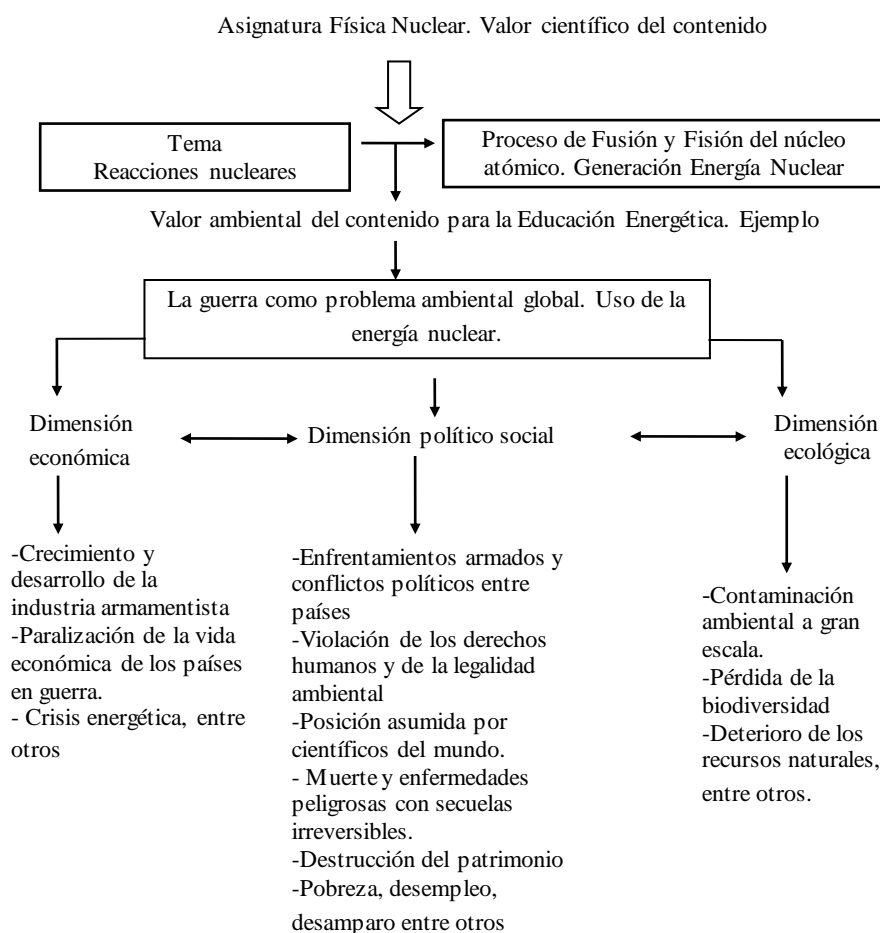 Asignatura Física Nuclear. Valor científico del contenido
Tema
Reacciones nucleares
Proceso de Fusión y Fisión del núcleo
atómico. Generación Energía Nuclear
Valor ambiental del contenido para la Educación Energética. Ejemplo
La guerra como problema ambiental global. Uso de la
energía nuclear.
Dimensión
económica
Dimensión político social
Dimensión
ecológica
-Crecimiento y
desarrollo de la
industria armamentista
-Paralización de la vida
económica de los países
en guerra.
- Crisis energética, entre
otros
-Enfrentamientos armados y
conflictos políticos entre
países
-Violación de los derechos
humanos y de la legalidad
ambiental
-Posición asumida por
científicos del mundo.
- Muerte y enfermedades
peligrosas con secuelas
irreversibles.
-Destrucción del patrimonio
-Pobreza, desempleo,
desamparo entre otros
-Contaminación
ambiental a gran
escala.
-Pérdida de la
biodiversidad
-Deterioro de los
recursos naturales,
entre otros.